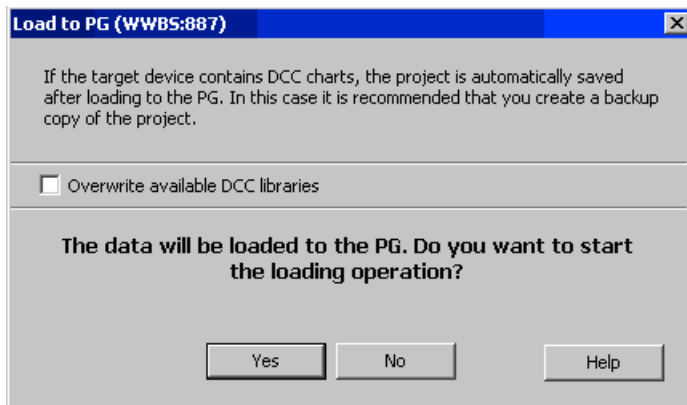 Load to PG (WWBS:887)
If the target device contains DCC charts, the project is automatically saved
after loading to the PG. In this case it is recommended that you create a backup
copy of the project.
Overwrite available DCC libraries
The data will be loaded to the PG. Do you want to start
the loading operation?
Yes
No
Help